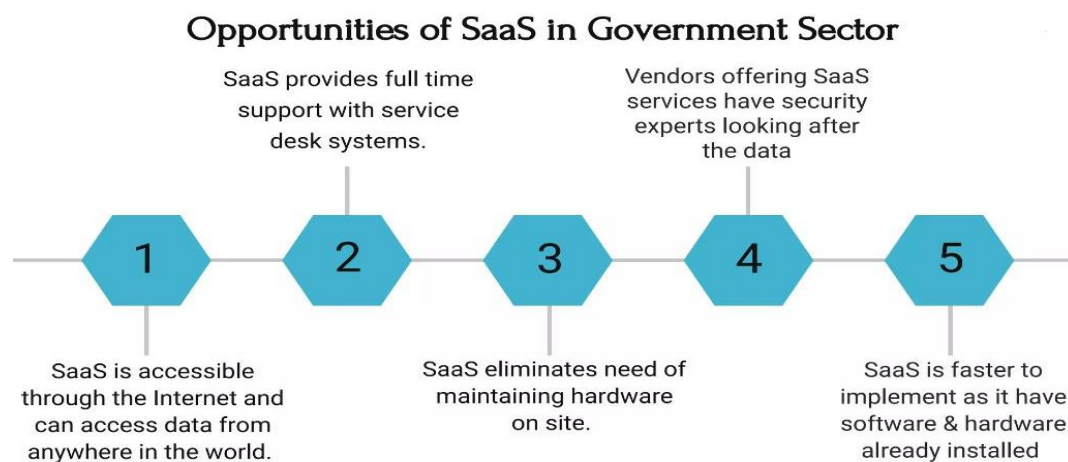 Opportunities of SaaS in Government Sector
SaaS provides full time
support with service
desk systems.
Vendors offering SaaS
services have security
experts looking after
the data
1
2
3
4
5
SaaS is accessible
through the Internet and
can access data from
anywhere in the world.
SaaS eliminates need of
maintaining hardware
on site.
SaaS is faster to
implement as it have
software & hardware
already installed